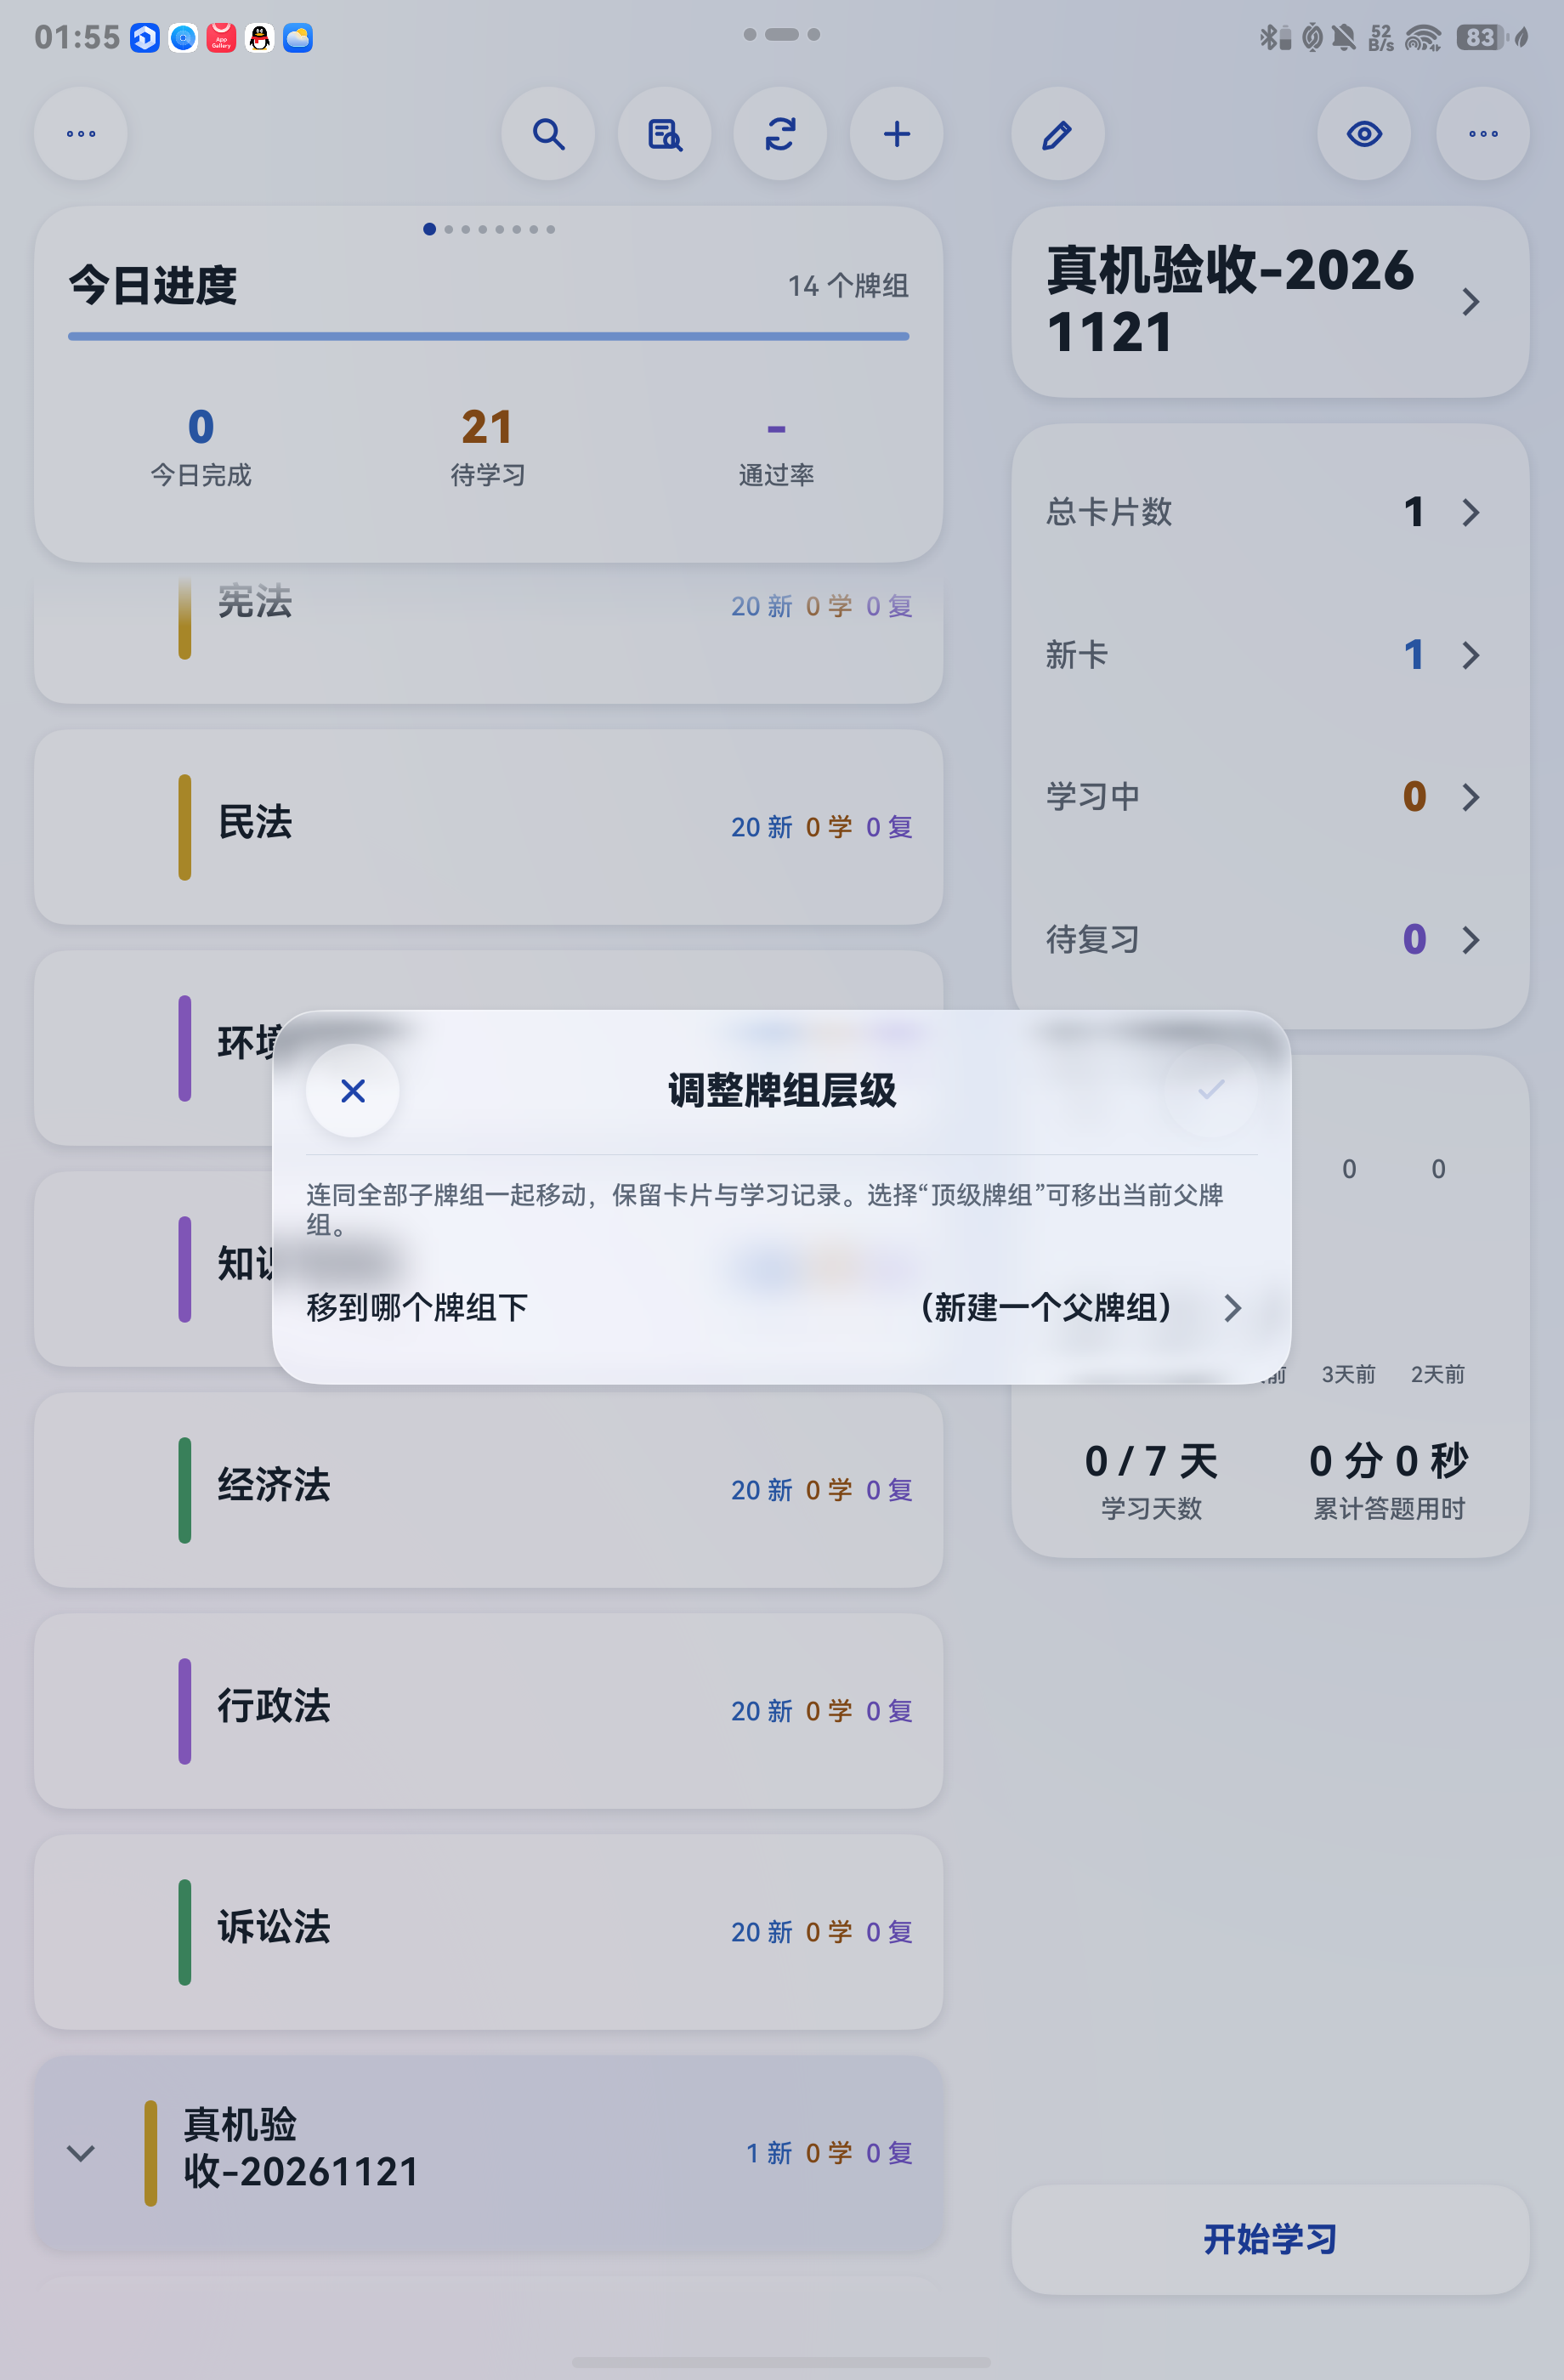 01:55
52
B/s
83
今日进度
14 个牌组
0
21
-
今日完成
待学习
通过率
宪法
20 新 0 学 0 复
民法
20 新 0 学 0 复
环境
知识
经济法
20 新 0 学 0 复
行政法
20 新 0 学 0 复
诉讼法
20 新 0 学 0 复
真机验
收-20261121
1 新 0 学 0 复
真机验收-2026
1121
总卡片数
1
新卡
1
学习中
0
待复习
0
调整牌组层级
连同全部子牌组一起移动，保留卡片与学习记录。选择“顶级牌组”可移出当前父牌
组。
移到哪个牌组下
（新建一个父牌组）
0
0
前
3天前
2天前
0 / 7 天
0 分 0 秒
学习天数
累计答题用时
开始学习